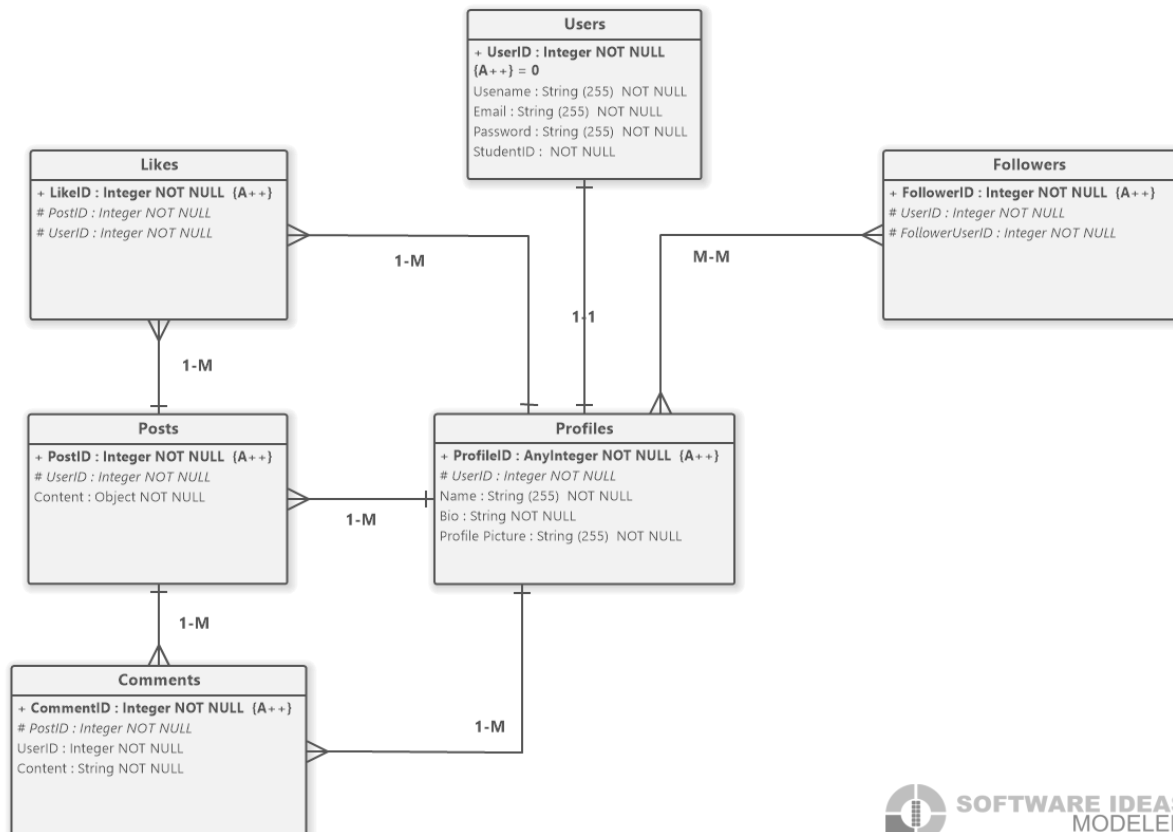 Users
+ UserID : Integer NOT NULL
{A++} = 0
Usename : String (255) NOT NULL
Email : String (255) NOT NULL
Password : String (255) NOT NULL
StudentID : NOT NULL
Likes
+ LikeID : Integer NOT NULL {A++}
# PostID : Integer NOT NULL
# UserID : Integer NOT NULL
Followers
+ FollowerID : Integer NOT NULL {A++}
# UserID : Integer NOT NULL
# FollowerUserID : Integer NOT NULL
1-M
M-M
1-1
1-M
Posts
+ PostID : Integer NOT NULL {A++}
# UserID : Integer NOT NULL
Content : Object NOT NULL
Profiles
+ ProfileID : AnyInteger NOT NULL {A++}
# UserID : Integer NOT NULL
Name : String (255) NOT NULL
Bio : String NOT NULL
Profile Picture : String (255) NOT NULL
1-M
1-M
Comments
+ CommentID : Integer NOT NULL {A++}
# PostID : Integer NOT NULL
UserID : Integer NOT NULL
Content : String NOT NULL
1-M
SOFTWARE IDEAS
MODELER